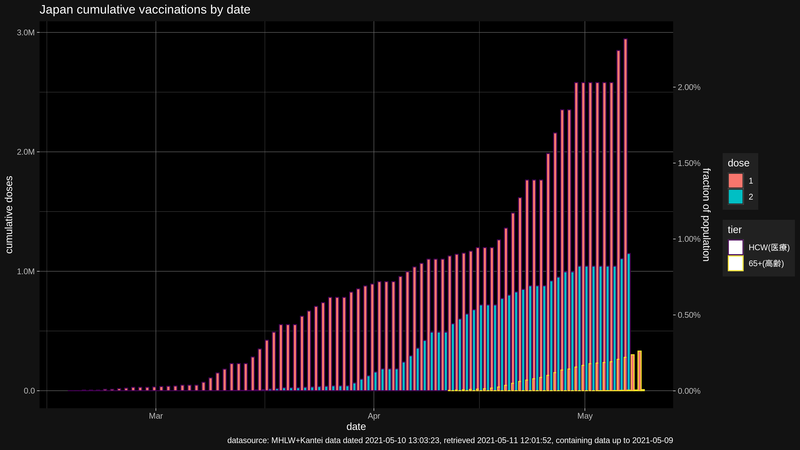 Japan cumulative vaccinations by date
3.0M
2.0M
1.0M
0.0
cumulative doses
2.00%
1.50%
1.00%
0.50%
0.00%
fraction of population
Mar
Apr
May
date
dose
1
2
tier
HCW(医療)
65+(高齢)
datasource: MHLW+Kantei data dated 2021-05-10 13:03:23, retrieved 2021-05-11 12:01:52, containing data up to 2021-05-09